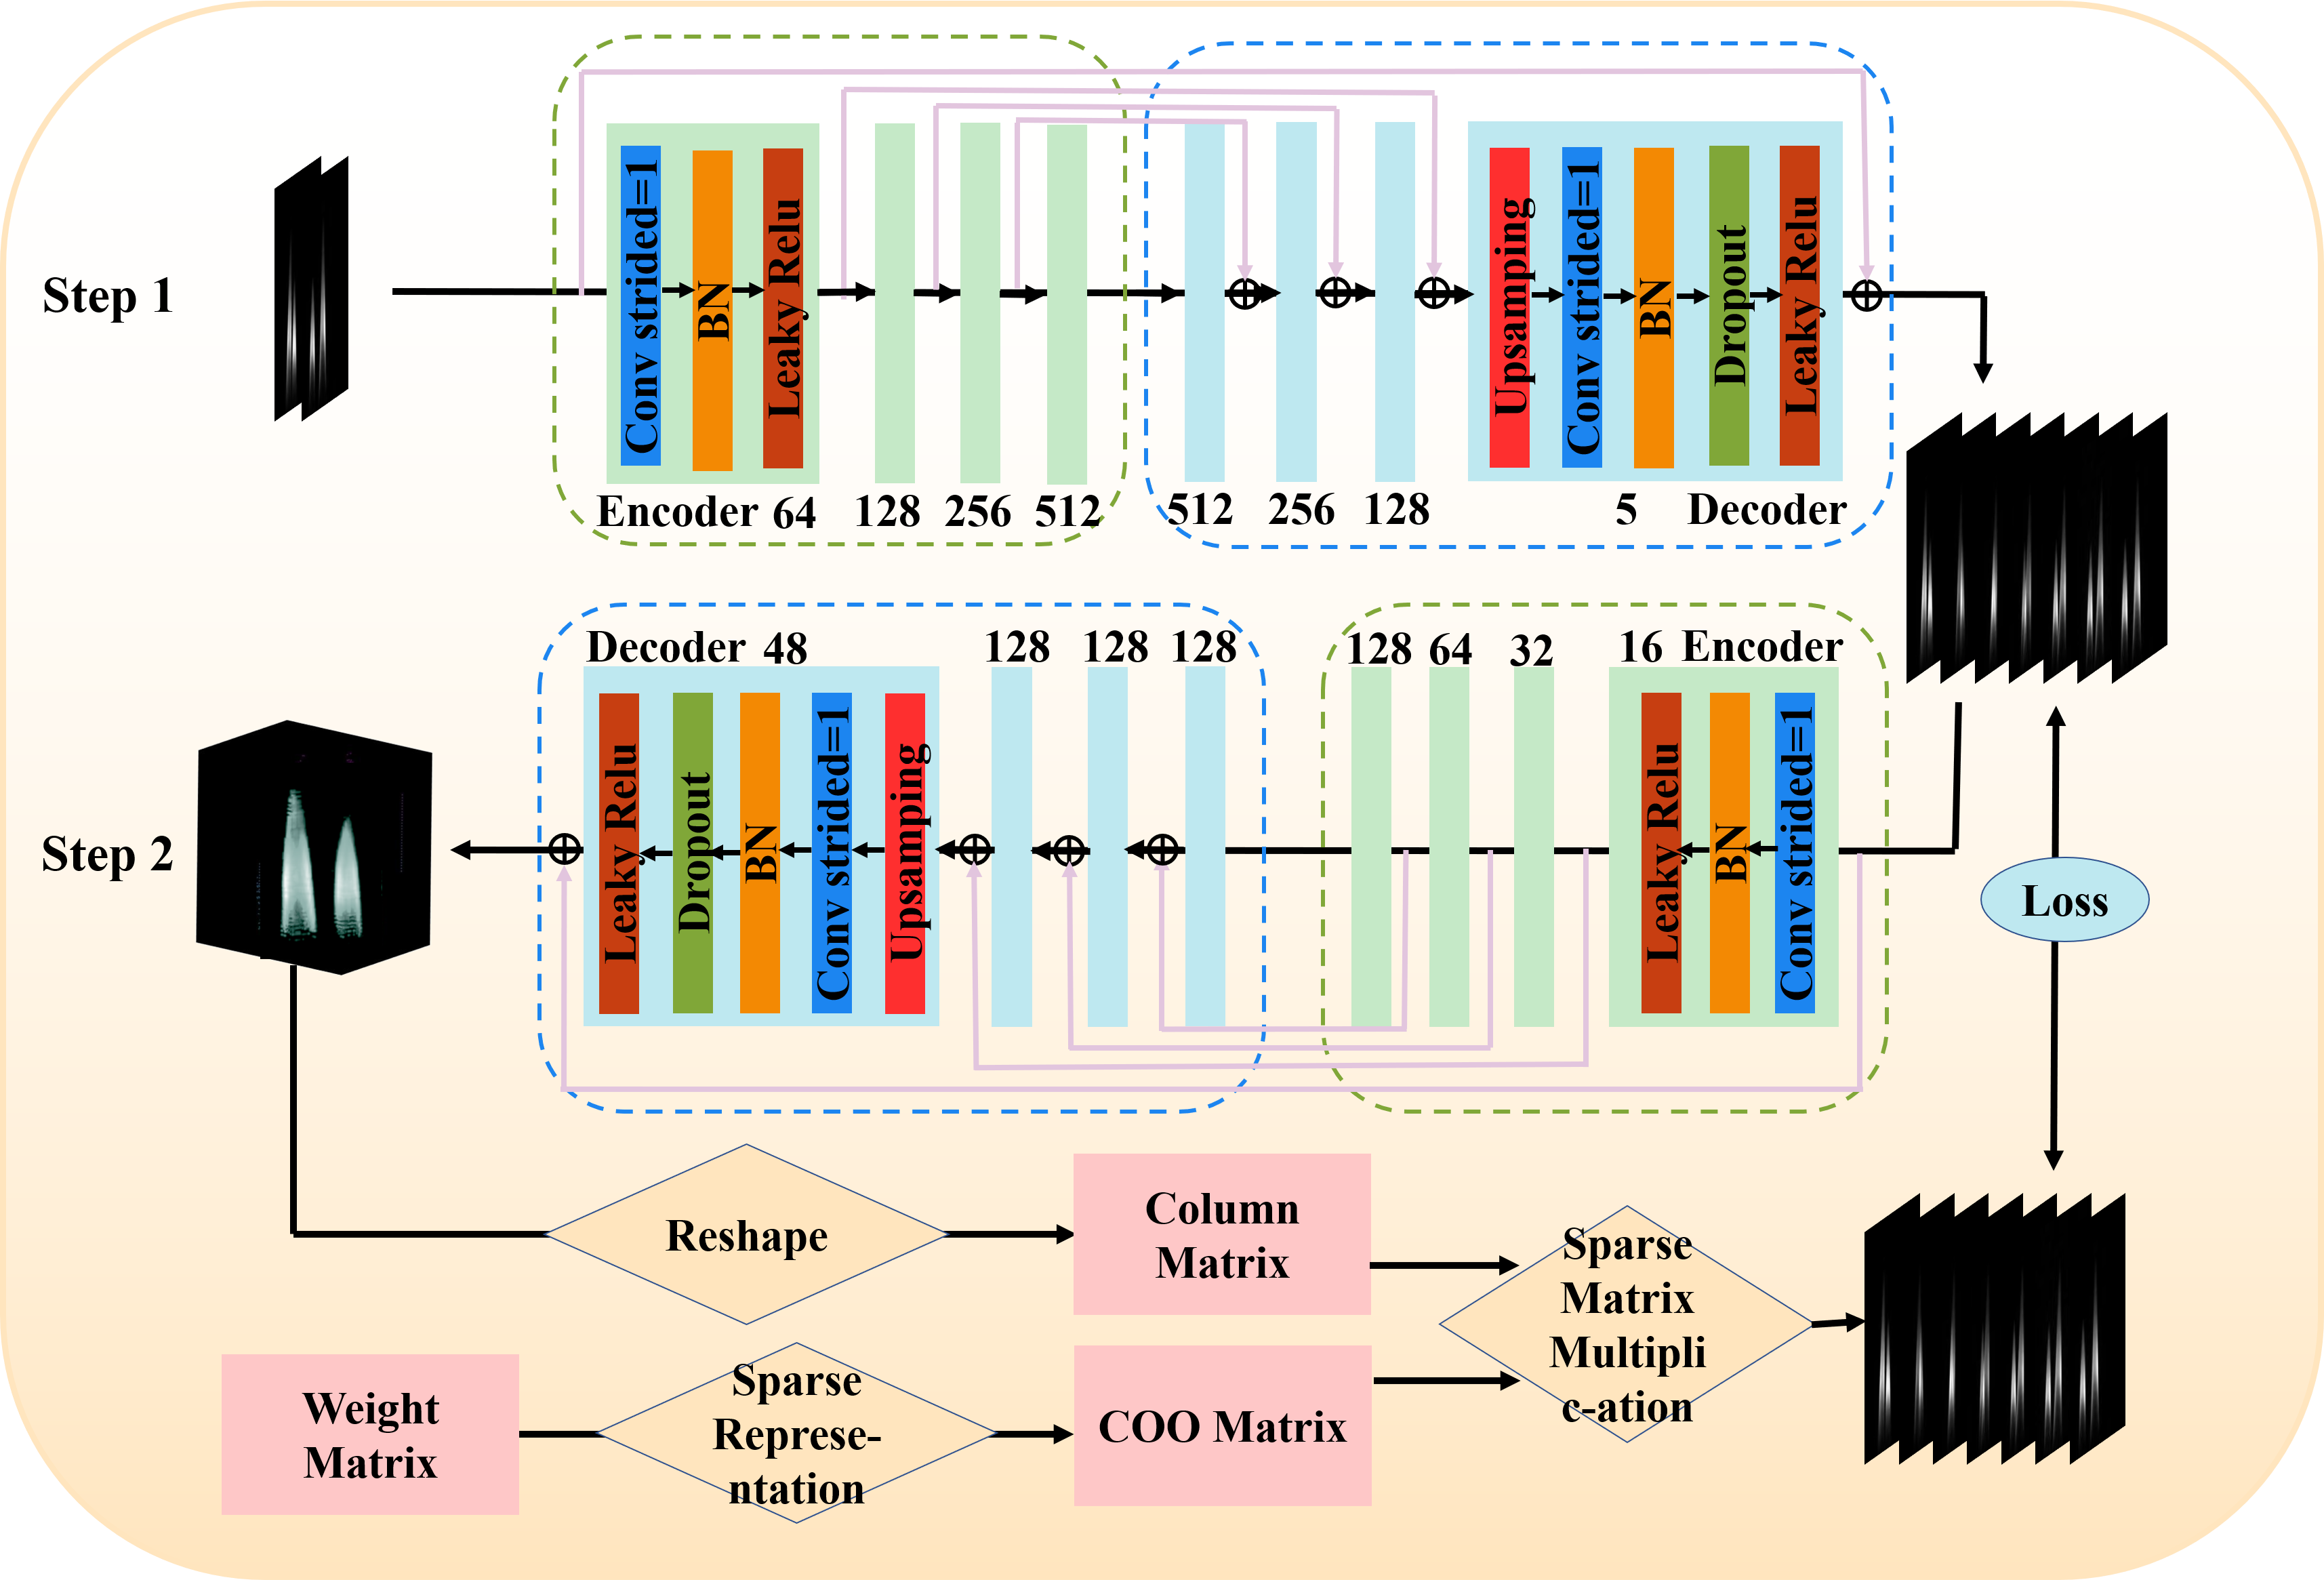 Step 1
Conv strided=1
BN
Leaky Relu
Upsamping
Conv strided=1
BN
Dropout
Leaky Relu
Encoder 64 128 256 512
512 256 128 5 Decoder
Decoder 48 128 128 128
128 64 32 16 Encoder
Step 2
Leaky Relu
Dropout
BN
Conv strided=1
Upsamping
Leaky Relu
BN
Conv strided=1
Loss
Reshape
Column
Matrix
Sparse
Matrix
Multipli
c-ation
Weight
Matrix
Sparse
Represe-
ntation
COO Matrix